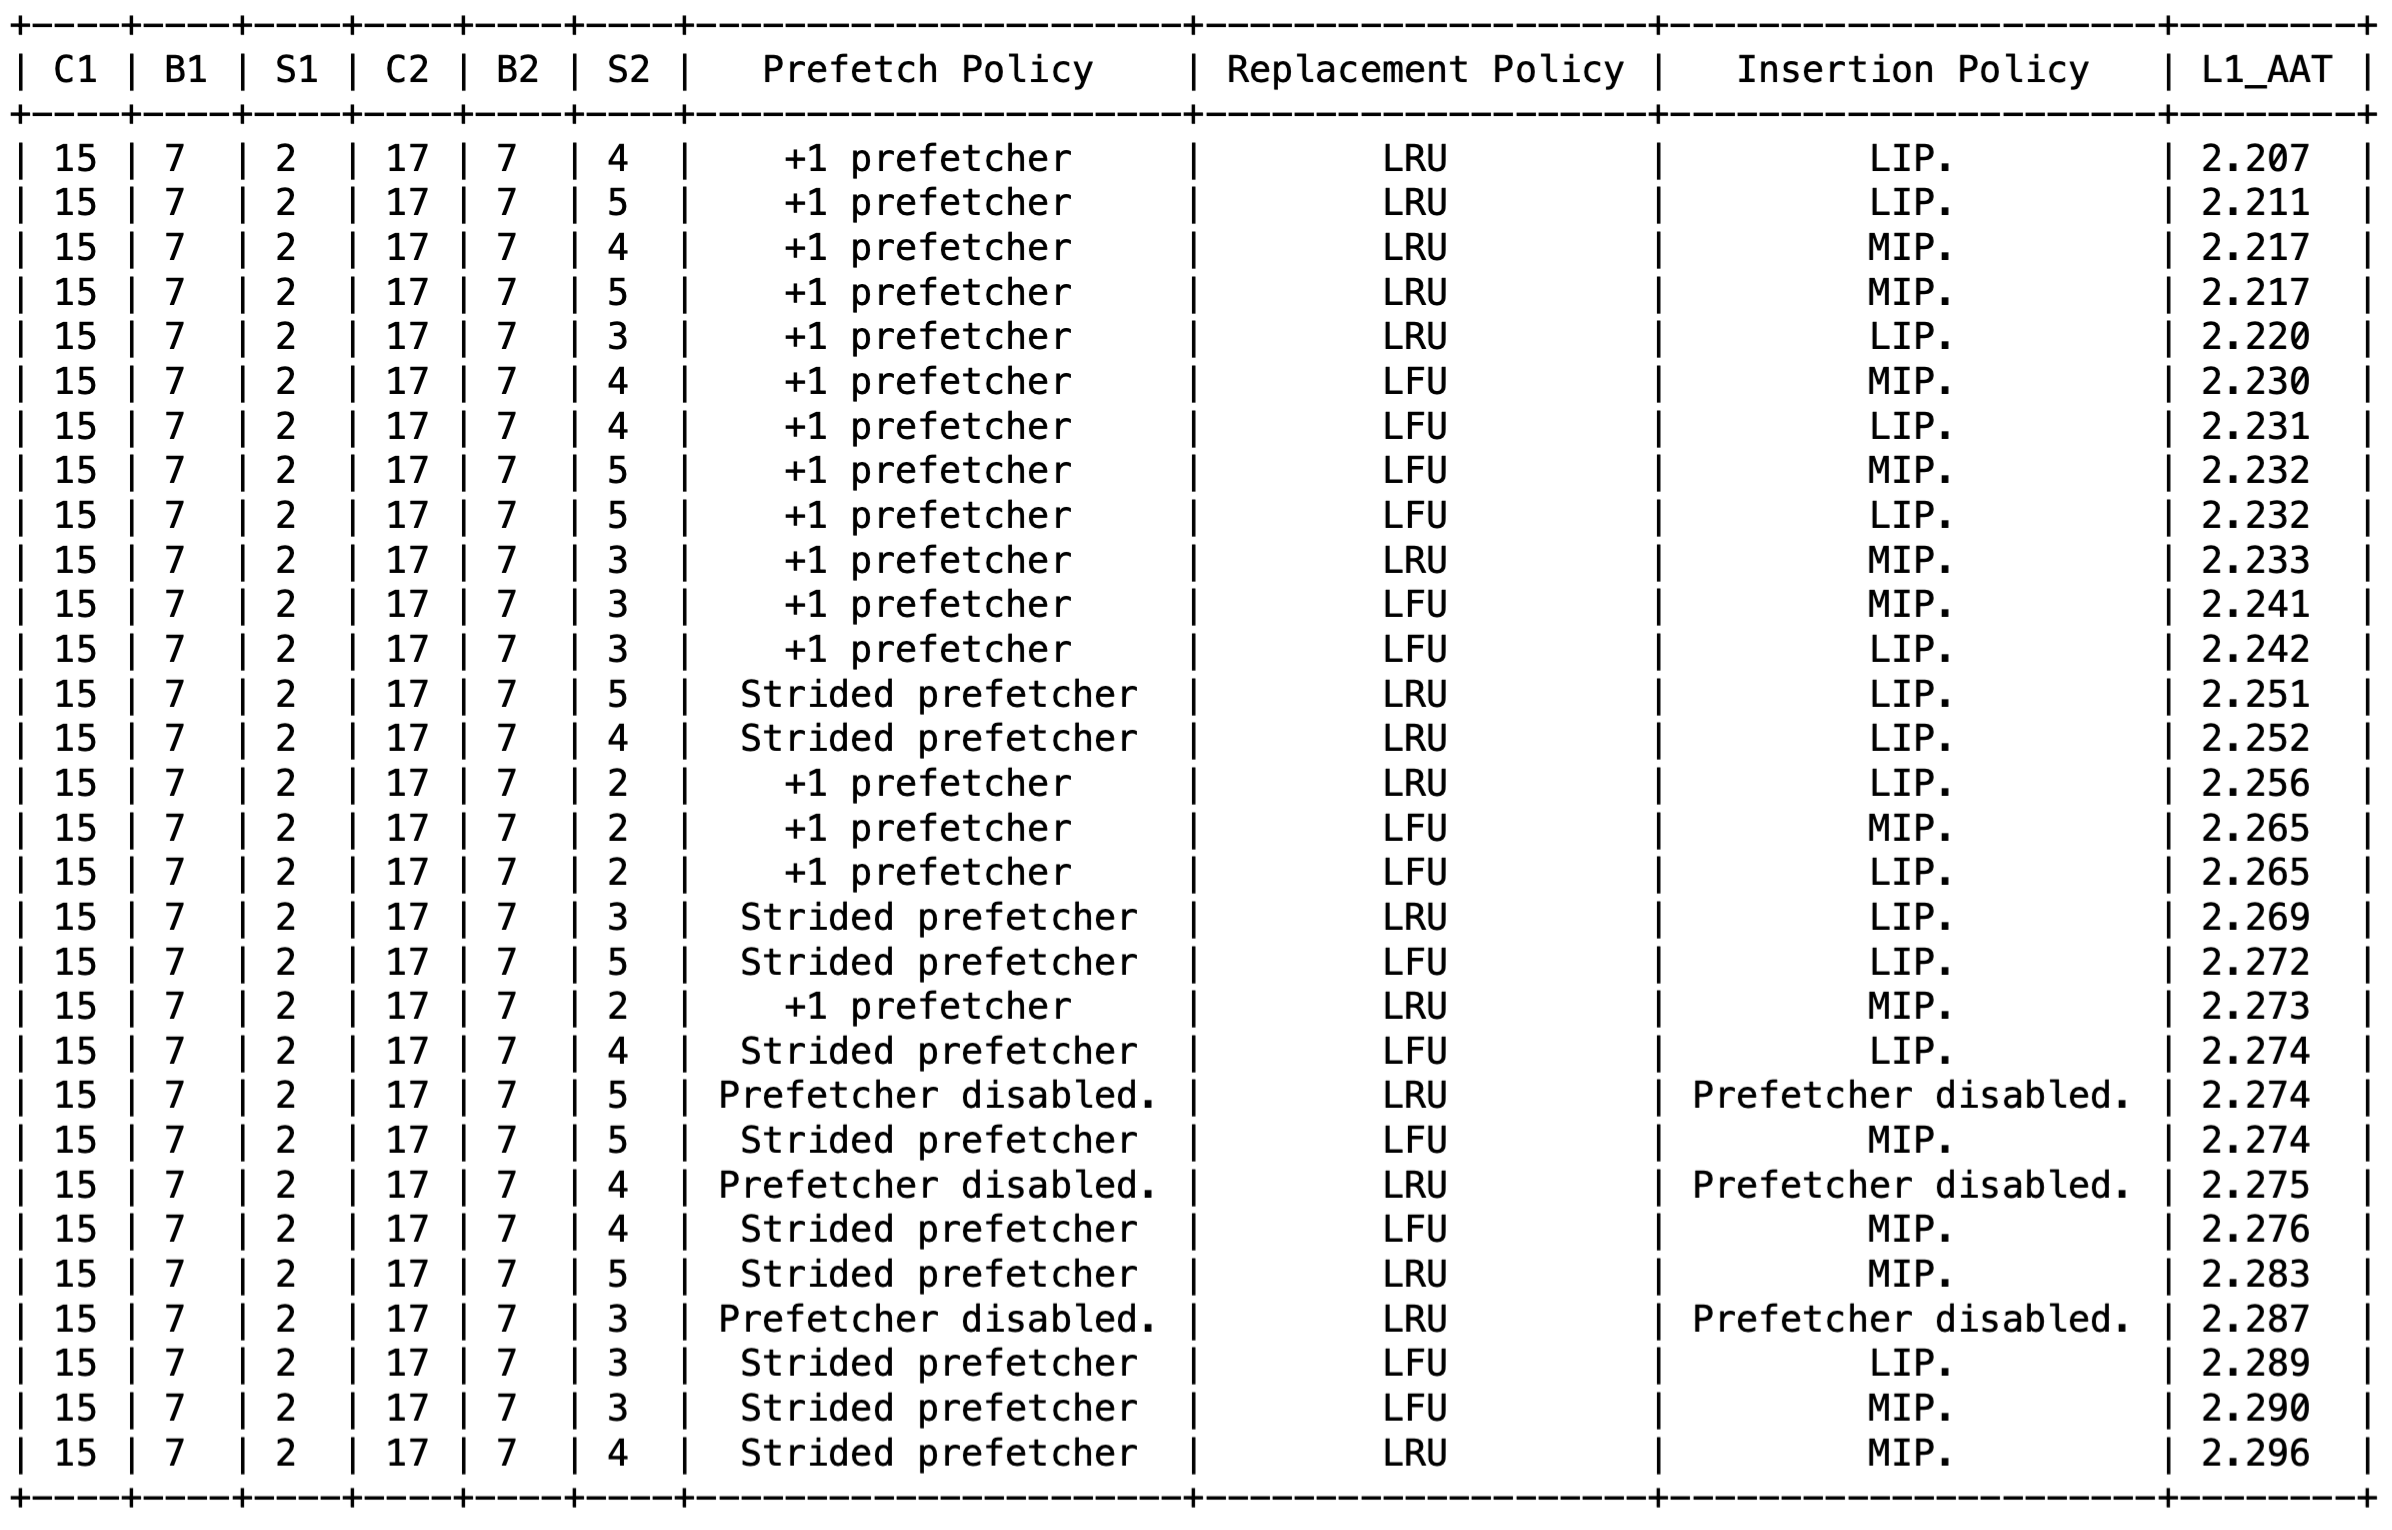 +----+----+----+----+----+----+----------------------+--------------------+----------------------+--------+
| C1 | B1 | S1 | C2 | B2 | S2 | Prefetch Policy | Replacement Policy | Insertion Policy | L1_AAT |
+----+----+----+----+----+----+----------------------+--------------------+----------------------+--------+
| 15 | 7 | 2 | 17 | 7 | 4 | +1 prefetcher | LRU | LIP. | 2.207 |
| 15 | 7 | 2 | 17 | 7 | 5 | +1 prefetcher | LRU | LIP. | 2.211 |
| 15 | 7 | 2 | 17 | 7 | 4 | +1 prefetcher | LRU | MIP. | 2.217 |
| 15 | 7 | 2 | 17 | 7 | 5 | +1 prefetcher | LRU | MIP. | 2.217 |
| 15 | 7 | 2 | 17 | 7 | 3 | +1 prefetcher | LRU | LIP. | 2.220 |
| 15 | 7 | 2 | 17 | 7 | 4 | +1 prefetcher | LFU | MIP. | 2.230 |
| 15 | 7 | 2 | 17 | 7 | 4 | +1 prefetcher | LFU | LIP. | 2.231 |
| 15 | 7 | 2 | 17 | 7 | 5 | +1 prefetcher | LFU | MIP. | 2.232 |
| 15 | 7 | 2 | 17 | 7 | 5 | +1 prefetcher | LFU | LIP. | 2.232 |
| 15 | 7 | 2 | 17 | 7 | 3 | +1 prefetcher | LRU | MIP. | 2.233 |
| 15 | 7 | 2 | 17 | 7 | 3 | +1 prefetcher | LFU | MIP. | 2.241 |
| 15 | 7 | 2 | 17 | 7 | 3 | +1 prefetcher | LFU | LIP. | 2.242 |
| 15 | 7 | 2 | 17 | 7 | 5 | Strided prefetcher | LRU | LIP. | 2.251 |
| 15 | 7 | 2 | 17 | 7 | 4 | Strided prefetcher | LRU | LIP. | 2.252 |
| 15 | 7 | 2 | 17 | 7 | 2 | +1 prefetcher | LRU | LIP. | 2.256 |
| 15 | 7 | 2 | 17 | 7 | 2 | +1 prefetcher | LFU | MIP. | 2.265 |
| 15 | 7 | 2 | 17 | 7 | 2 | +1 prefetcher | LFU | LIP. | 2.265 |
| 15 | 7 | 2 | 17 | 7 | 3 | Strided prefetcher | LRU | LIP. | 2.269 |
| 15 | 7 | 2 | 17 | 7 | 5 | Strided prefetcher | LFU | LIP. | 2.272 |
| 15 | 7 | 2 | 17 | 7 | 2 | +1 prefetcher | LRU | MIP. | 2.273 |
| 15 | 7 | 2 | 17 | 7 | 4 | Strided prefetcher | LFU | LIP. | 2.274 |
| 15 | 7 | 2 | 17 | 7 | 5 | Prefetcher disabled. | LRU | Prefetcher disabled. | 2.274 |
| 15 | 7 | 2 | 17 | 7 | 5 | Strided prefetcher | LFU | MIP. | 2.274 |
| 15 | 7 | 2 | 17 | 7 | 4 | Prefetcher disabled. | LRU | Prefetcher disabled. | 2.275 |
| 15 | 7 | 2 | 17 | 7 | 4 | Strided prefetcher | LFU | MIP. | 2.276 |
| 15 | 7 | 2 | 17 | 7 | 5 | Strided prefetcher | LRU | MIP. | 2.283 |
| 15 | 7 | 2 | 17 | 7 | 3 | Prefetcher disabled. | LRU | Prefetcher disabled. | 2.287 |
| 15 | 7 | 2 | 17 | 7 | 3 | Strided prefetcher | LFU | LIP. | 2.289 |
| 15 | 7 | 2 | 17 | 7 | 3 | Strided prefetcher | LFU | MIP. | 2.290 |
| 15 | 7 | 2 | 17 | 7 | 4 | Strided prefetcher | LRU | MIP. | 2.296 |
+----+----+----+----+----+----+----------------------+--------------------+----------------------+--------+